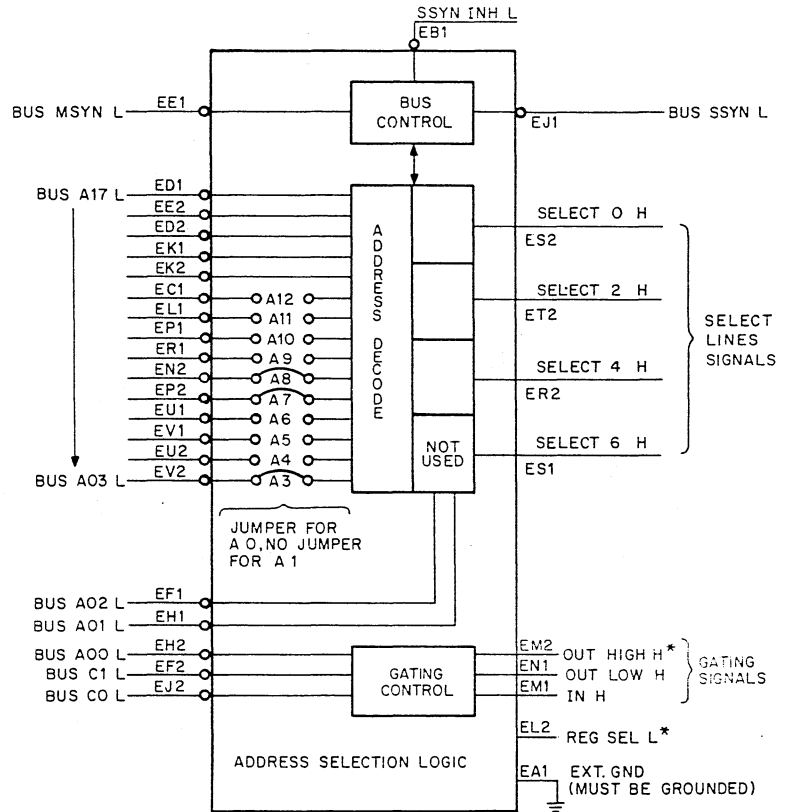 SSYN INH L
EB1
BUS MSYN L
EE1
BUS
CONTROL
EJ1
BUS SSYN L
BUS A17 L
ED1
EE2
ED2
EK1
EK2
EC1
A12
EL1
A11
EP1
A10
ER1
A9
EN2
A8
EP2
A7
EU1
A6
EV1
A5
EU2
A4
BUS A03 L
EV2
A3
ADDRESS DECODE
NOT
USED
SELECT 0 H
ES2
SELECT 2 H
ET2
SELECT 4 H
ER2
SELECT 6 H
ES1
SELECT
LINES
SIGNALS
JUMPER FOR
A 0, NO JUMPER
FOR A 1
BUS A02 L
EF1
BUS A01 L
EH1
BUS A00 L
EH2
BUS C1 L
EF2
BUS C0 L
EJ2
GATING
CONTROL
EM2
OUT HIGH H*
EN1
OUT LOW H
EM1
IN H
GATING
SIGNALS
EL2
REG SEL L*
ADDRESS SELECTION LOGIC
EA1
EXT. GND
(MUST BE GROUNDED)